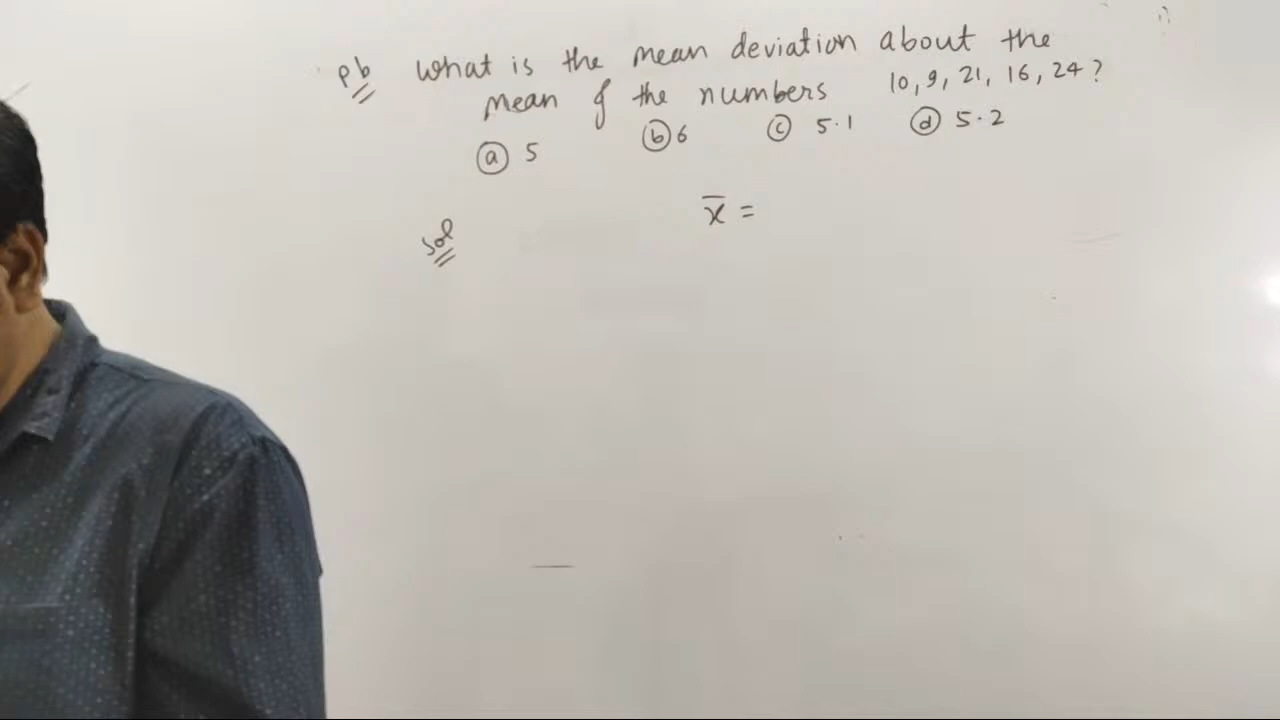 pb What is the mean deviation about the
mean of the numbers 10, 9, 21, 16, 24?
(a) 5 (b) 6 (c) 5.1 (d) 5.2
Sol x̄ =